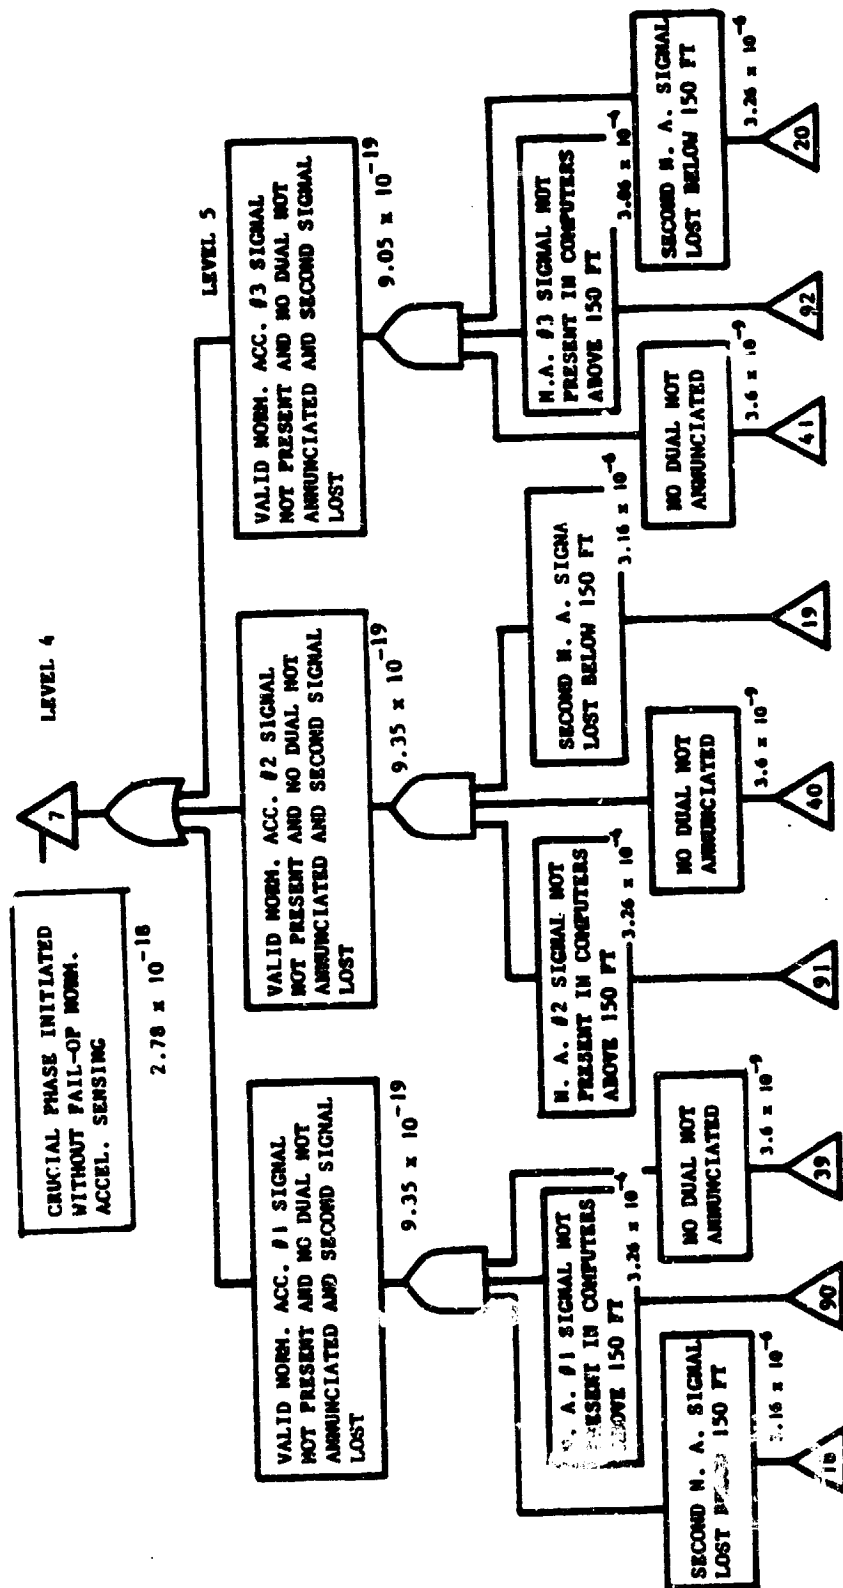 LEVEL 4
7
CRUCIAL PHASE INITIATED
WITHOUT FAIL-OP NORM.
ACCEL. SENSING
2.78 x 10-18
LEVEL 5
VALID NORM. ACC. #1 SIGNAL
NOT PRESENT AND NO DUAL NOT
ANNUNCIATED AND SECOND SIGNAL
LOST
9.35 x 10-19
VALID NORM. ACC. #2 SIGNAL
NOT PRESENT AND NO DUAL NOT
ANNUNCIATED AND SECOND SIGNAL
LOST
9.35 x 10-19
VALID NORM. ACC. #3 SIGNAL
NOT PRESENT AND NO DUAL NOT
ANNUNCIATED AND SECOND SIGNAL
LOST
9.05 x 10-19
SECOND N. A. SIGNAL
LOST 150 FT
3.16 x 10-6
18
A. #1 SIGNAL NOT
PRESENT IN COMPUTERS
ABOVE 150 FT
3.26 x 10-4
90
NO DUAL NOT
ANNUNCIATED
3.6 x 10-9
39
N. A. #2 SIGNAL NOT
PRESENT IN COMPUTERS
ABOVE 150 FT
3.26 x 10-4
91
NO DUAL NOT
ANNUNCIATED
3.6 x 10-9
40
SECOND N. A. SIGNA
LOST BELOW 150 FT
3.16 x 10-6
19
NO DUAL NOT
ANNUNCIATED
3.6 x 10-9
41
N.A. #3 SIGNAL NOT
PRESENT IN COMPUTERS
ABOVE 150 FT
3.06 x 10-4
92
SECOND N. A. SIGNAL
LOST BELOW 150 FT
3.26 x 10-6
20